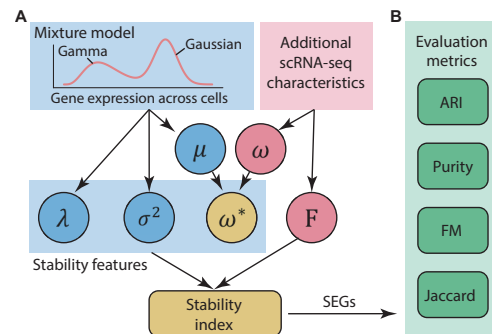 A
Mixture model
Gamma
Gaussian
Gene expression across cells
Additional
scRNA-seq
characteristics
μ
ω
λ
σ²
ω*
F
Stability features
Stability
index
SEGs
B
Evaluation
metrics
ARI
Purity
FM
Jaccard